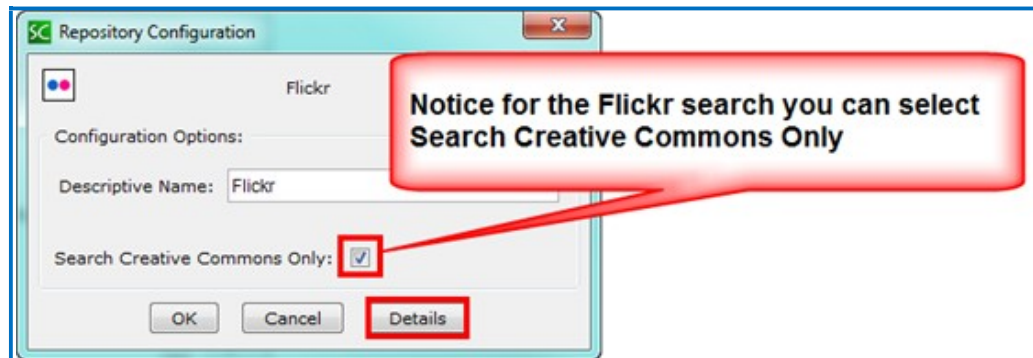 SC Repository Configuration
Flickr
Notice for the Flickr search you can select
Search Creative Commons Only
Configuration Options:
Descriptive Name: Flickr
Search Creative Commons Only:
OK Cancel Details